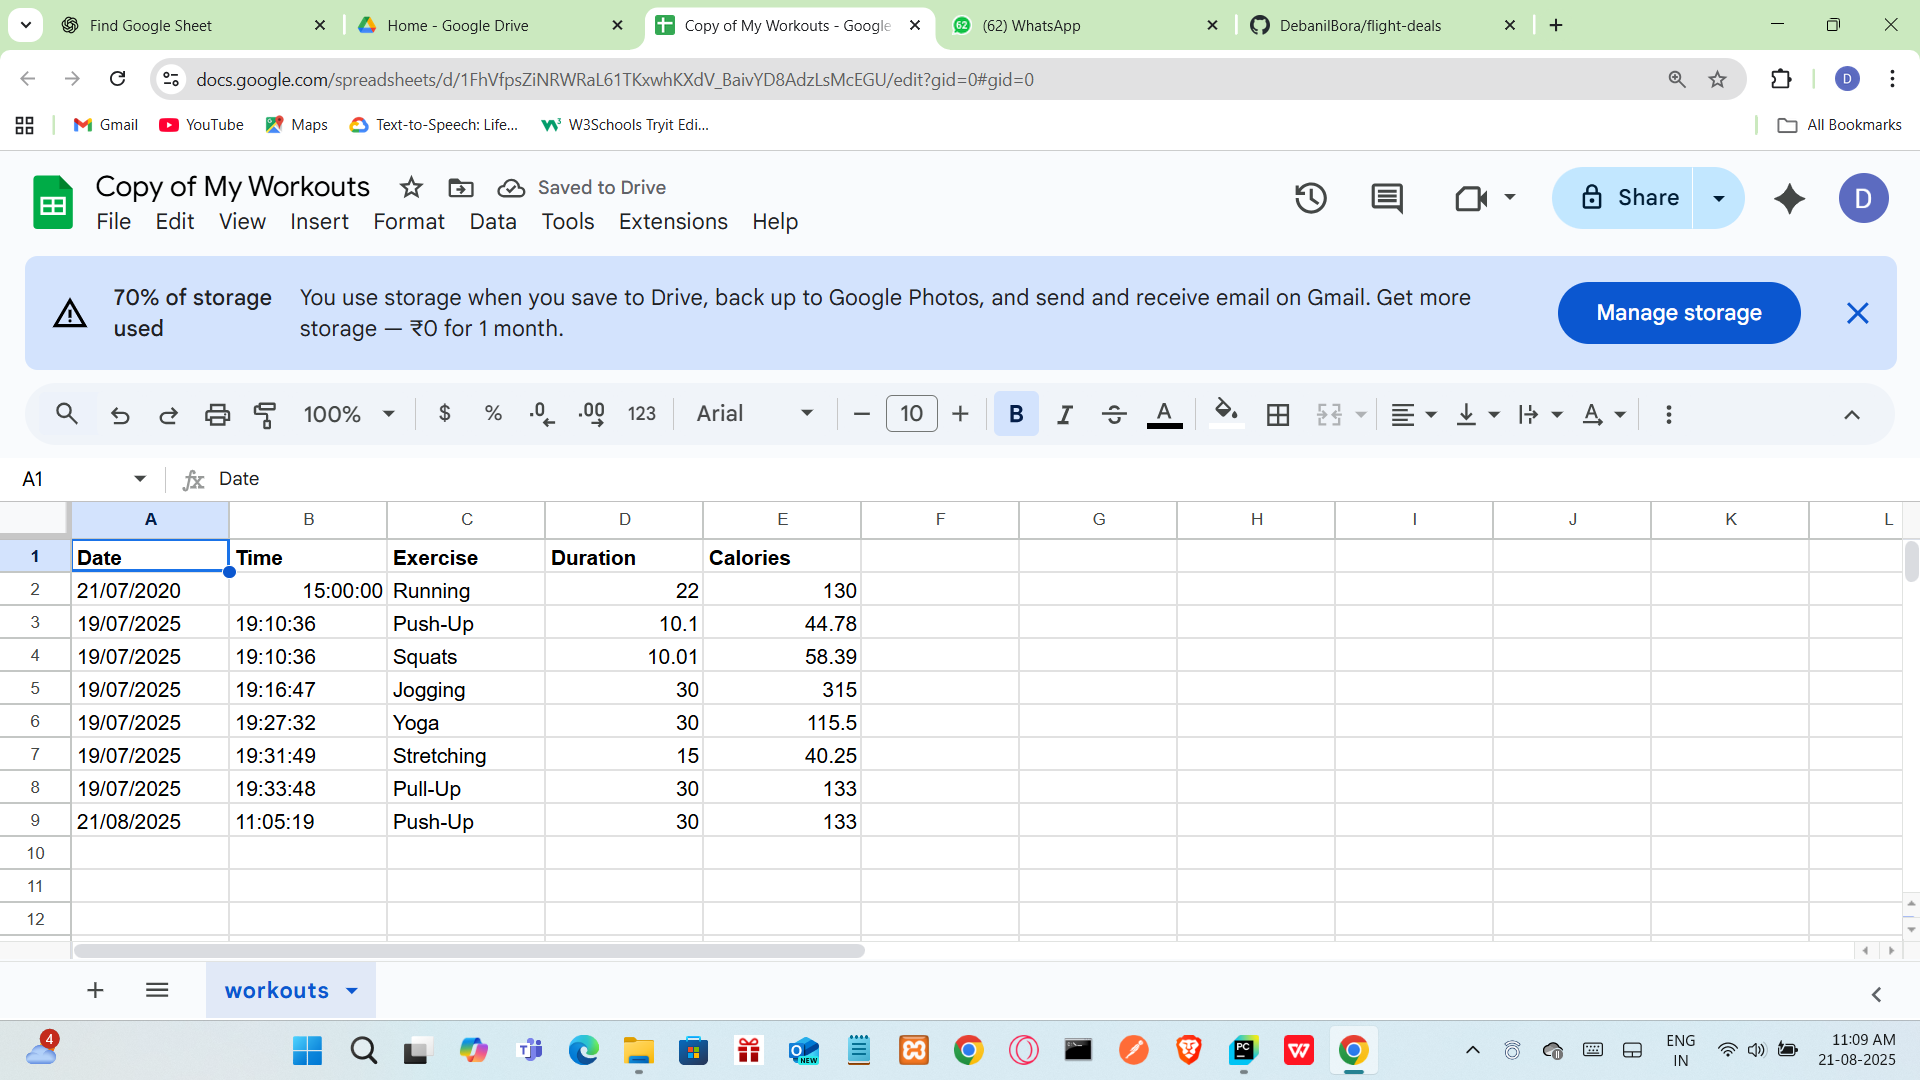 Find Google Sheet
Home - Google Drive
Copy of My Workouts - Google
62
(62) WhatsApp
DebanilBora/flight-deals
docs.google.com/spreadsheets/d/1FhVfpsZiNRWRaL61TKxwhKXdV_BaivYD8AdzLsMcEGU/edit?gid=0#gid=0
D
Gmail
YouTube
Maps
Text-to-Speech: Life...
W3Schools Tryit Edi...
All Bookmarks
Copy of My Workouts
Saved to Drive
File Edit View Insert Format Data Tools Extensions Help
Share
D
70% of storage used
You use storage when you save to Drive, back up to Google Photos, and send and receive email on Gmail. Get more
storage — ₹0 for 1 month.
Manage storage
100% $ % .0 .00 123 Arial 10 B I S A A
A1 fx Date
A B C D E F G H I J K L
1 Date Time Exercise Duration Calories
2 21/07/2020 15:00:00 Running 22 130
3 19/07/2025 19:10:36 Push-Up 10.1 44.78
4 19/07/2025 19:10:36 Squats 10.01 58.39
5 19/07/2025 19:16:47 Jogging 30 315
6 19/07/2025 19:27:32 Yoga 30 115.5
7 19/07/2025 19:31:49 Stretching 15 40.25
8 19/07/2025 19:33:48 Pull-Up 30 133
9 21/08/2025 11:05:19 Push-Up 30 133
10
11
12
workouts
4
NEW
PC
W
ENG
IN
11:09 AM
21-08-2025